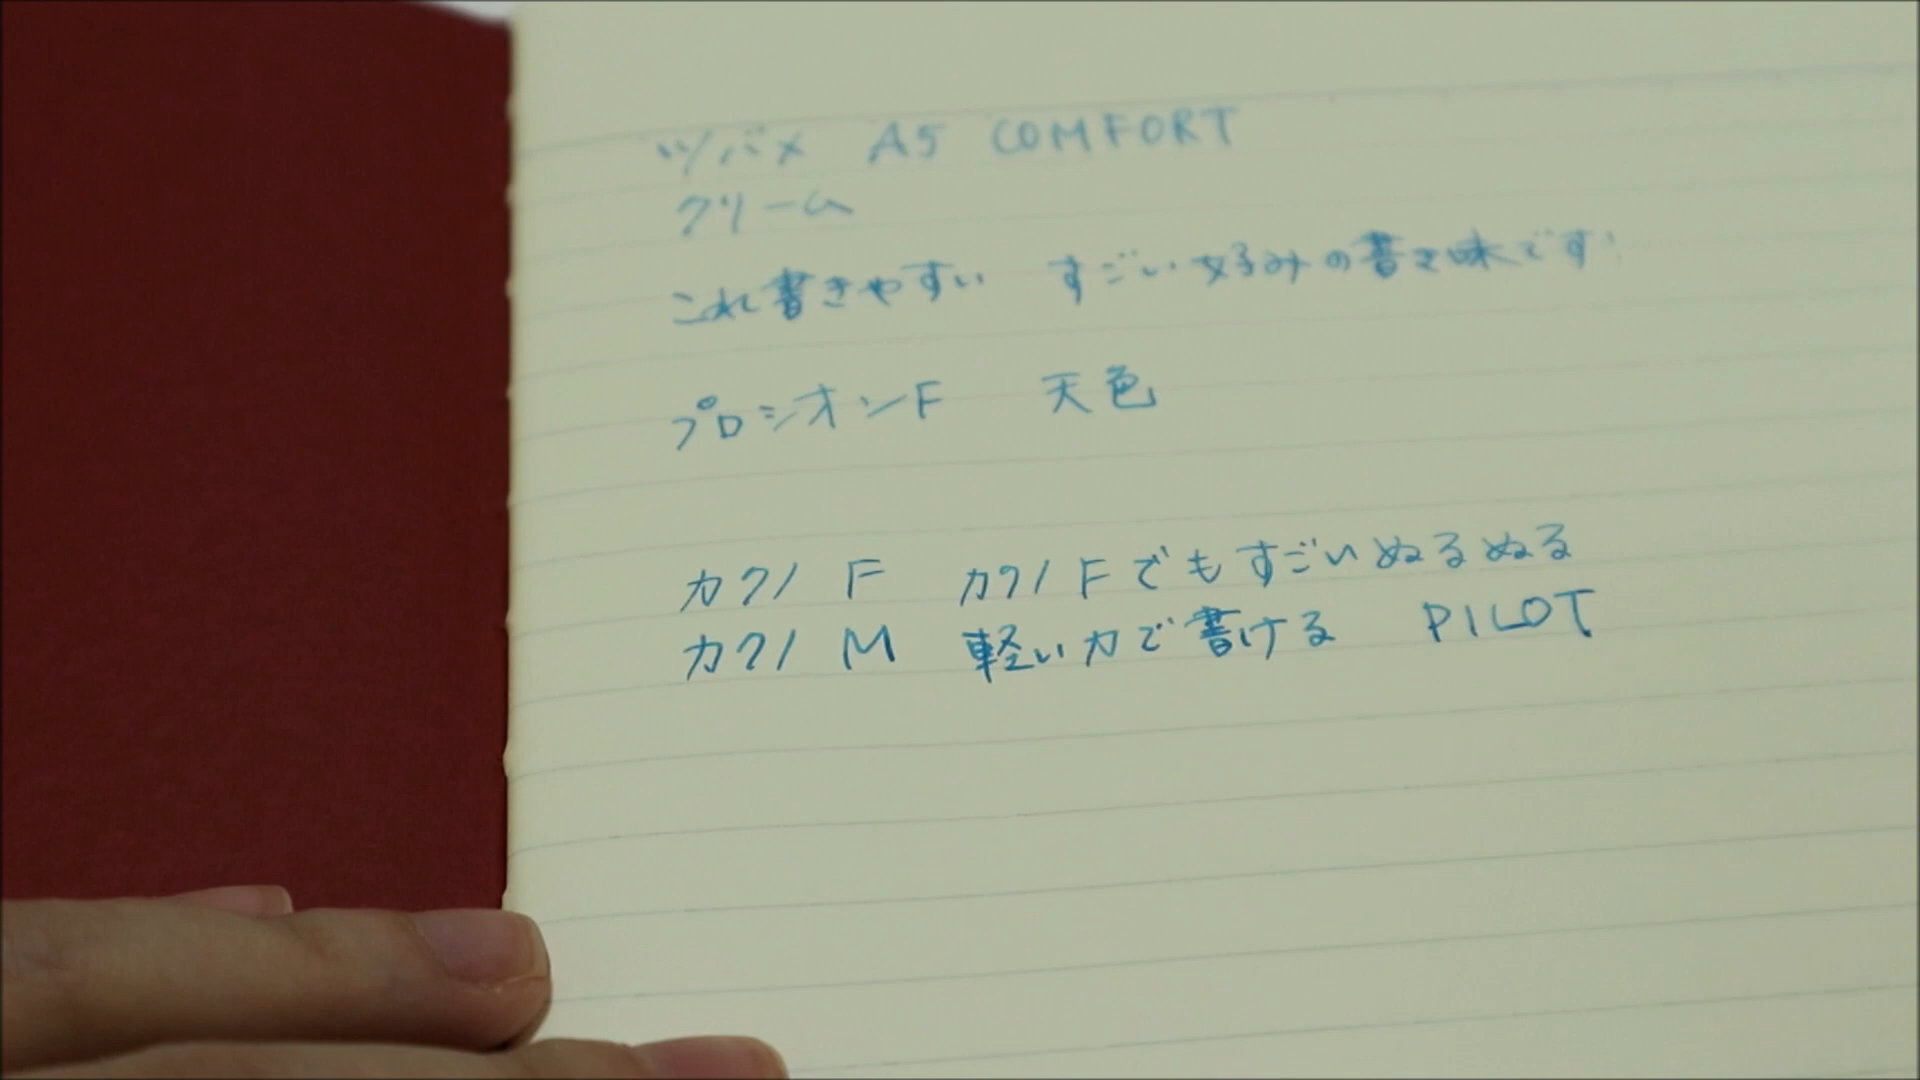 ツバメ A5 COMFORT
クリーム
これ書きやすい すごい好みの書き味です!
プロシオンF 天色
カクノ F カクノFでもすごいぬるぬる
カクノ M 軽い力で書ける PILOT